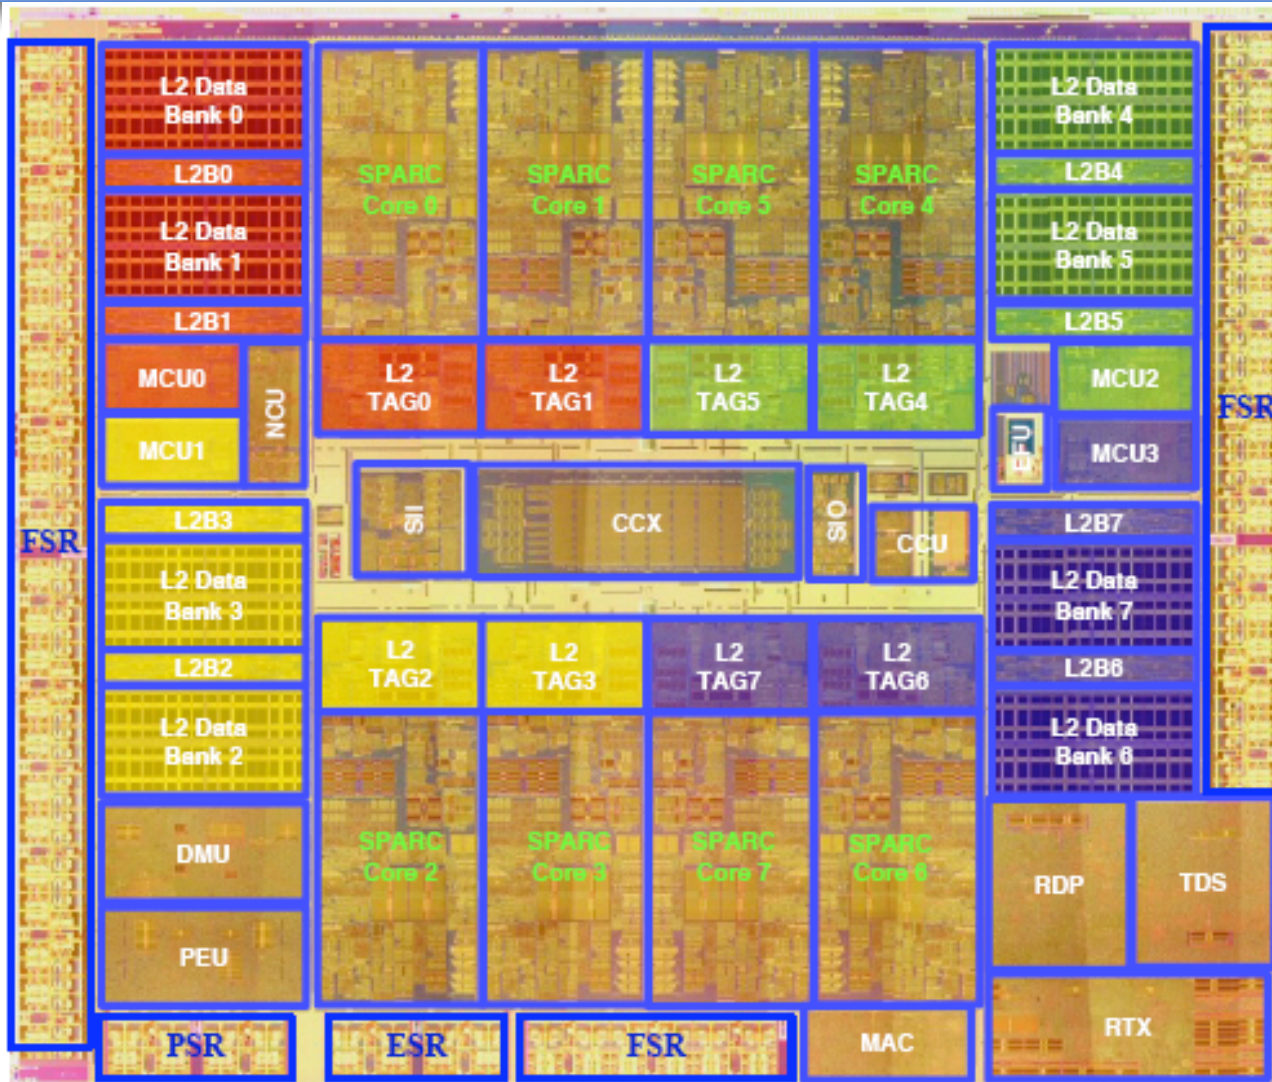 L2 Data
Bank 0
L2B0
L2 Data
Bank 1
L2B1
SPARC
Core 0
SPARC
Core 1
SPARC
Core 5
SPARC
Core 4
L2 Data
Bank 4
L2B4
L2 Data
Bank 5
L2B5
MCU0
MCU1
NCU
L2
TAG0
L2
TAG1
L2
TAG5
L2
TAG4
MCU2
EFU
MCU3
FSR
FSR
SII
CCX
SIO
CCU
L2B3
L2 Data
Bank 3
L2B2
L2 Data
Bank 2
L2
TAG2
L2
TAG3
L2
TAG7
L2
TAG6
L2B7
L2 Data
Bank 7
L2B6
L2 Data
Bank 6
DMU
PEU
SPARC
Core 2
SPARC
Core 3
SPARC
Core 7
SPARC
Core 6
RDP
TDS
RTX
PSR
ESR
FSR
MAC